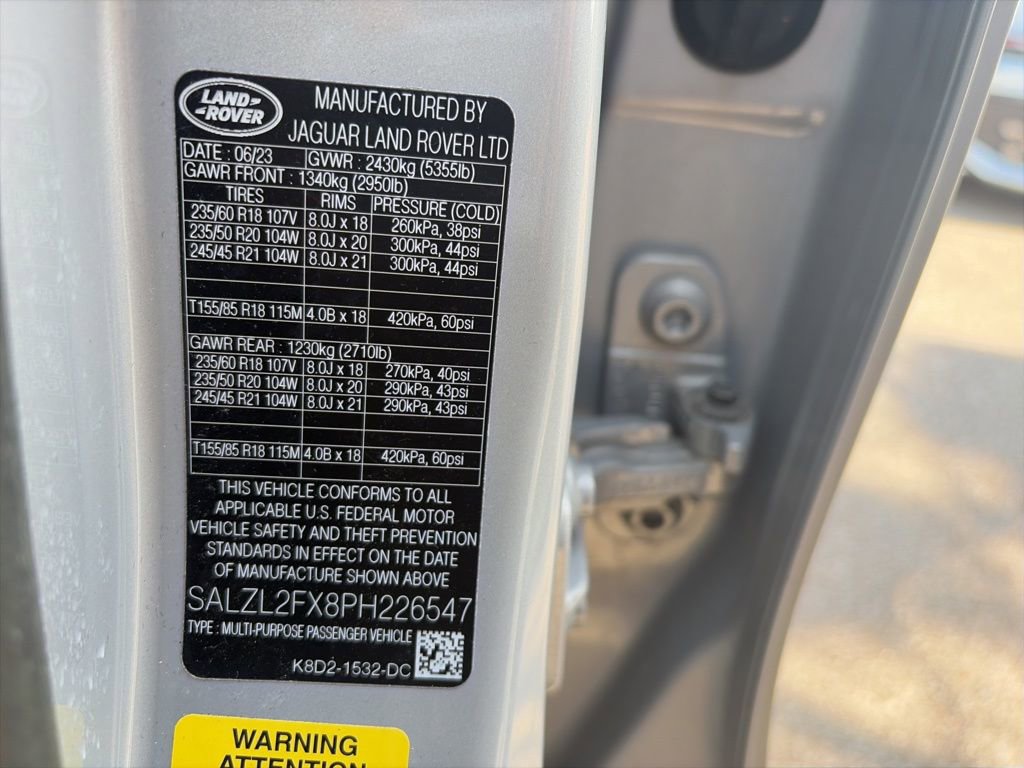 LAND-
-ROVER
MANUFACTURED BY
JAGUAR LAND ROVER LTD
DATE : 06/23 GVWR : 2430kg (5355lb)
GAWR FRONT : 1340kg (2950lb)
TIRES RIMS PRESSURE (COLD)
235/60 R18 107V 8.0J x 18 260kPa, 38psi
235/50 R20 104W 8.0J x 20 300kPa, 44psi
245/45 R21 104W 8.0J x 21 300kPa, 44psi
T155/85 R18 115M 4.0B x 18 420kPa, 60psi
GAWR REAR : 1230kg (2710lb)
235/60 R18 107V 8.0J x 18 270kPa, 40psi
235/50 R20 104W 8.0J x 20 290kPa, 43psi
245/45 R21 104W 8.0J x 21 290kPa, 43psi
T155/85 R18 115M 4.0B x 18 420kPa, 60psi
THIS VEHICLE CONFORMS TO ALL
APPLICABLE U.S. FEDERAL MOTOR
VEHICLE SAFETY AND THEFT PREVENTION
STANDARDS IN EFFECT ON THE DATE
OF MANUFACTURE SHOWN ABOVE
SALZL2FX8PH226547
TYPE : MULTI-PURPOSE PASSENGER VEHICLE
K8D2-1532-DC
WARNING
ATTENTION